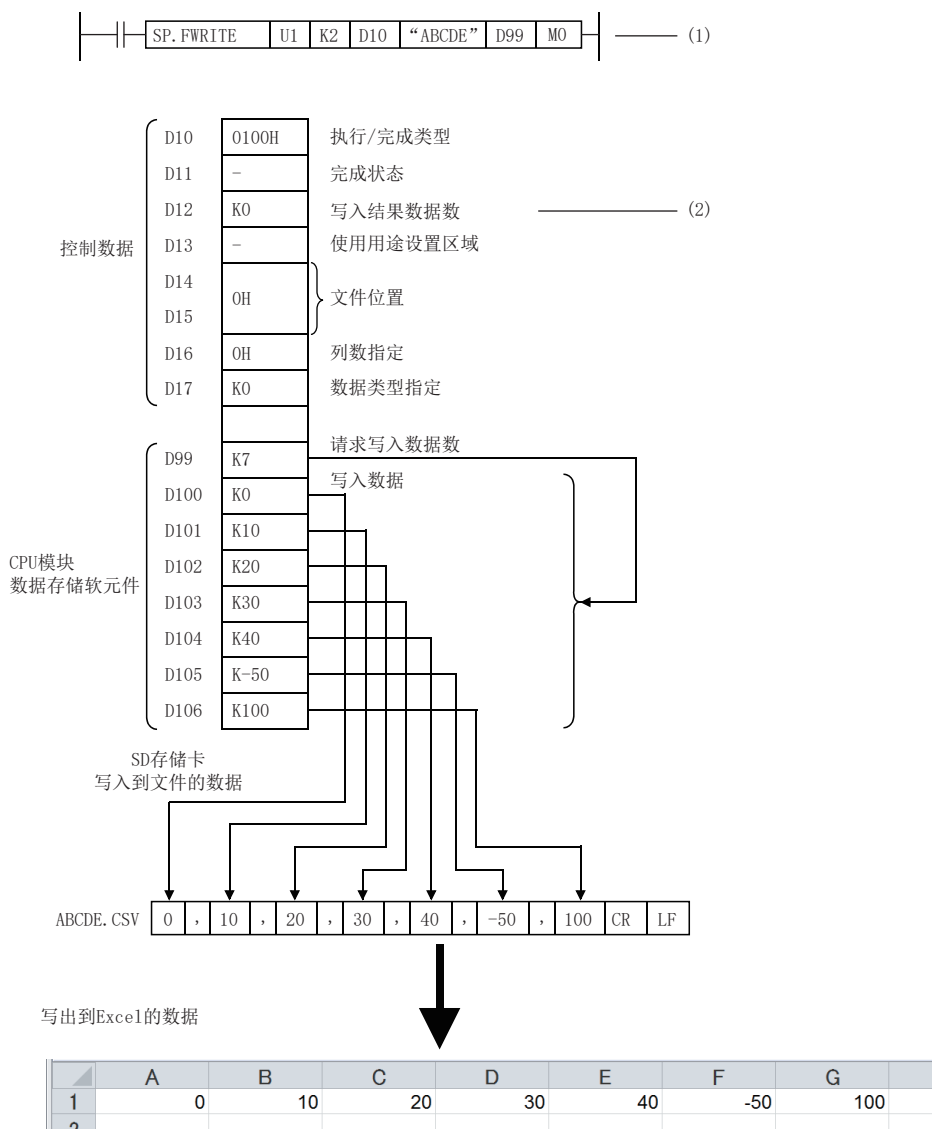 SP.FWRITE U1 K2 D10 “ABCDE” D99 M0 (1)
D10 0100H 执行/完成类型
D11 - 完成状态
D12 K0 写入结果数据数 (2)
控制数据
D13 - 使用用途设置区域
D14
0H 文件位置
D15
D16 0H 列数指定
D17 K0 数据类型指定
请求写入数据数
D99 K7
写入数据
D100 K0
D101 K10
CPU模块
数据存储软元件
D102 K20
D103 K30
D104 K40
D105 K-50
D106 K100
SD存储卡
写入到文件的数据
ABCDE.CSV 0 , 10 , 20 , 30 , 40 , -50 , 100 CR LF
写出到Excel的数据
A B C D E F G
1 0 10 20 30 40 -50 100